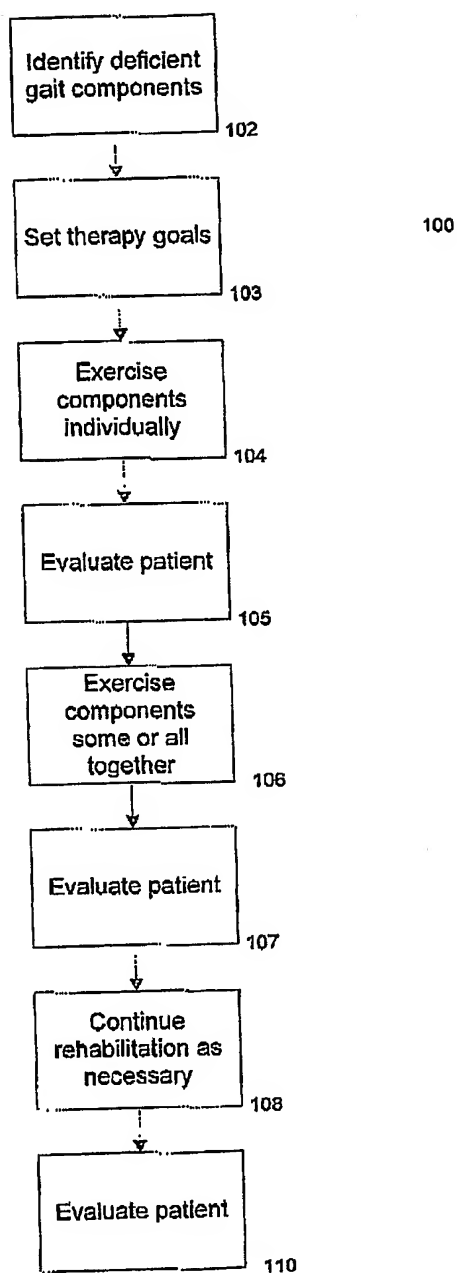 Identify deficient
gait components
102
Set therapy goals
100
103
Exercise
components
individually
104
Evaluate patient
105
Exercise
components
some or all
together
106
Evaluate patient
107
Continue
rehabilitation as
necessary
108
Evaluate patient
110